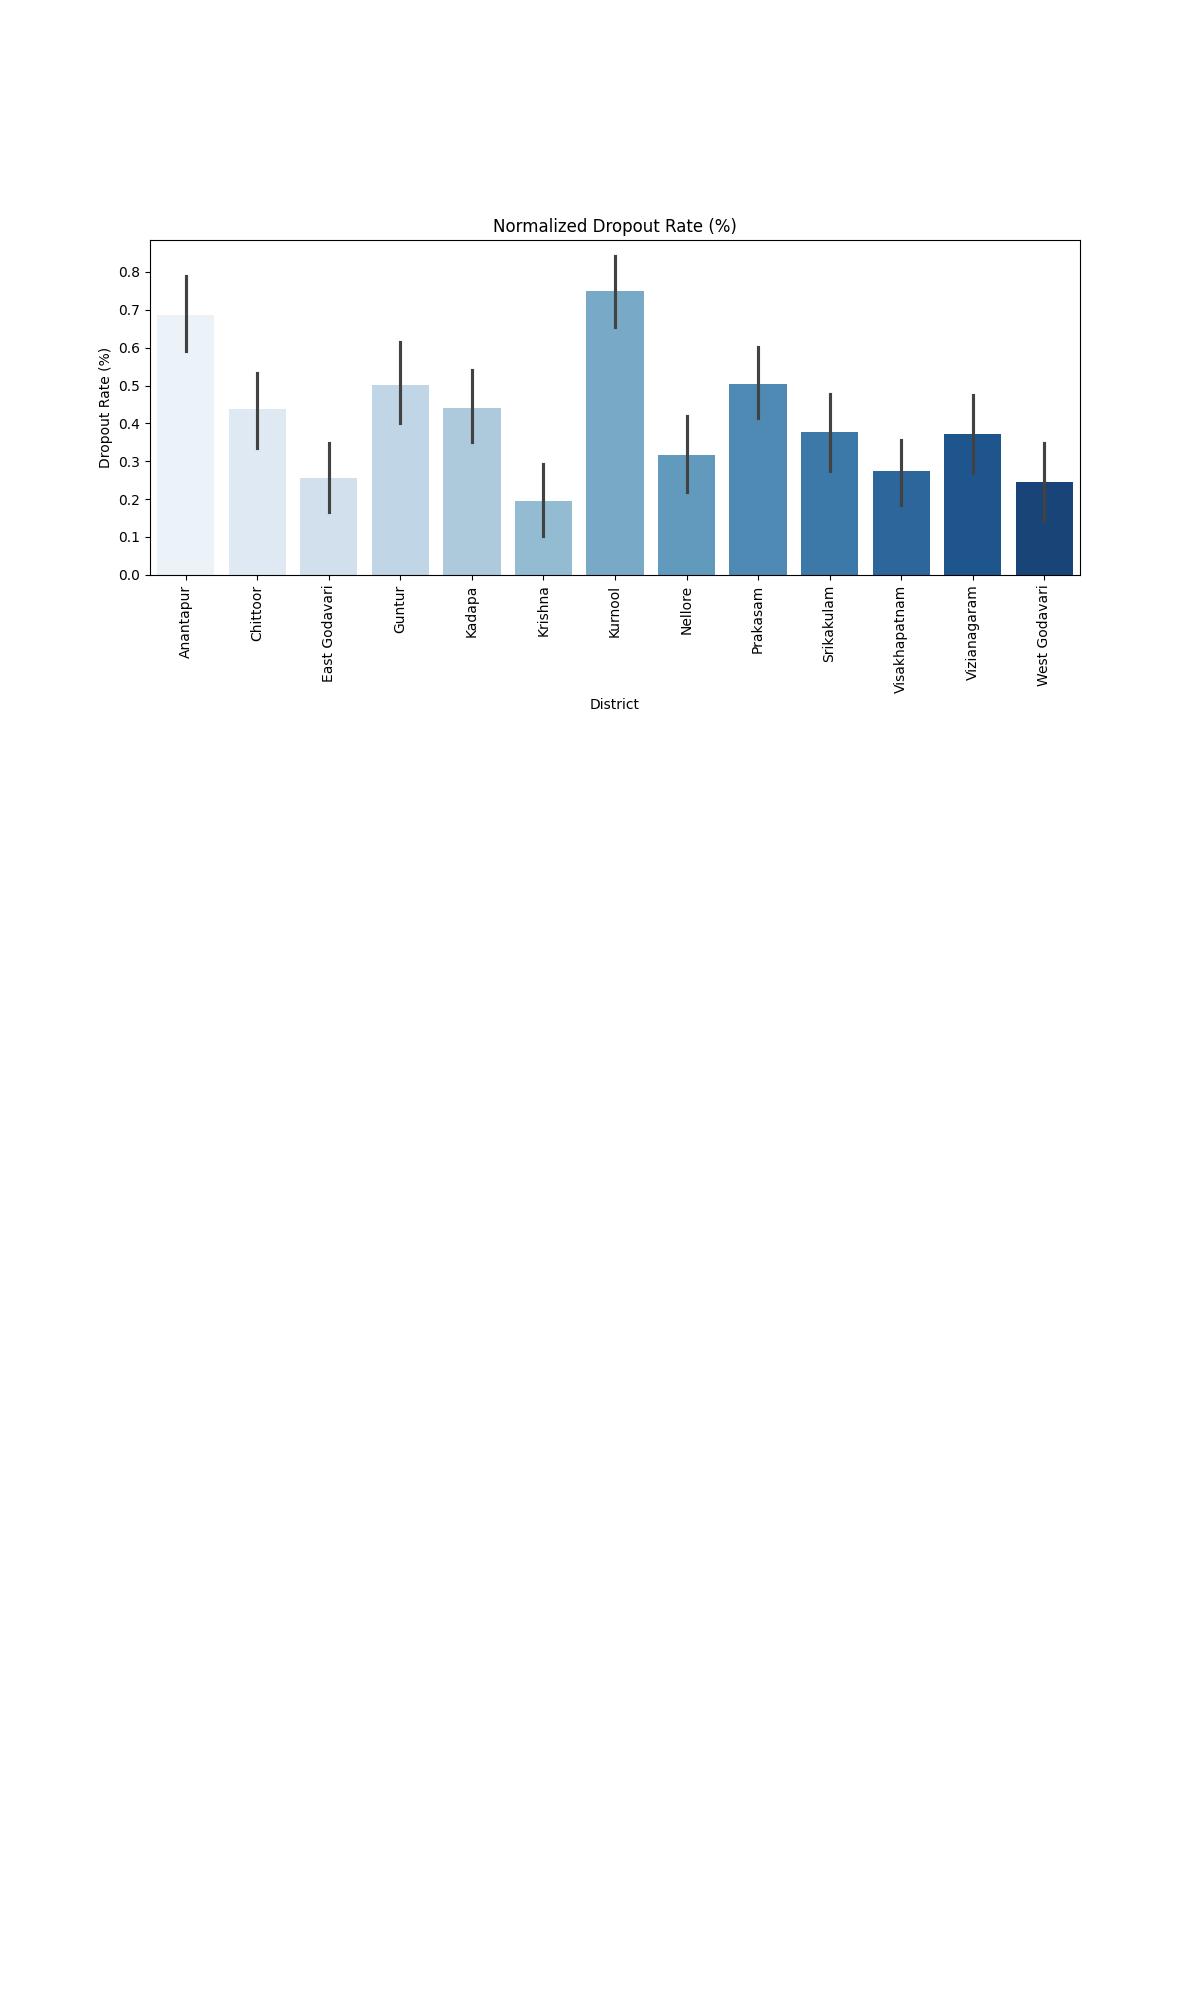 Normalized Dropout Rate (%)
Dropout Rate (%)
0.8
0.7
0.6
0.5
0.4
0.3
0.2
0.1
0.0
Anantapur
Chittoor
East Godavari
Guntur
Kadapa
Krishna
Kurnool
Nellore
Prakasam
Srikakulam
Visakhapatnam
Vizianagaram
West Godavari
District